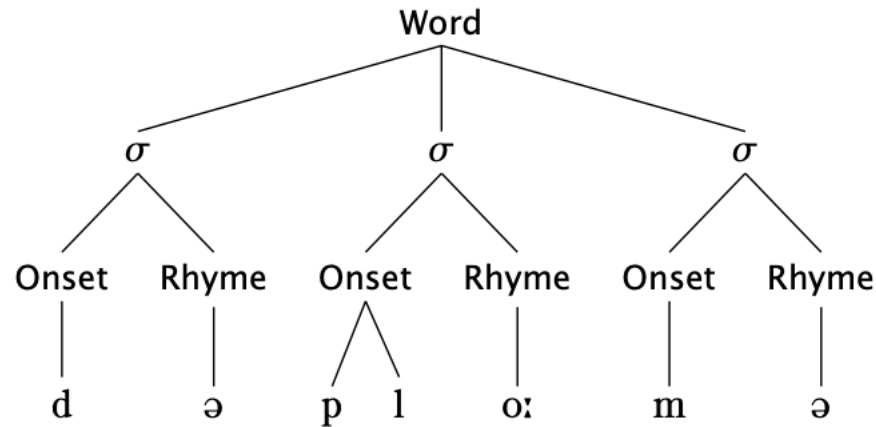 Word
σ σ σ
Onset Rhyme Onset Rhyme Onset Rhyme
d ə p l oː m ə